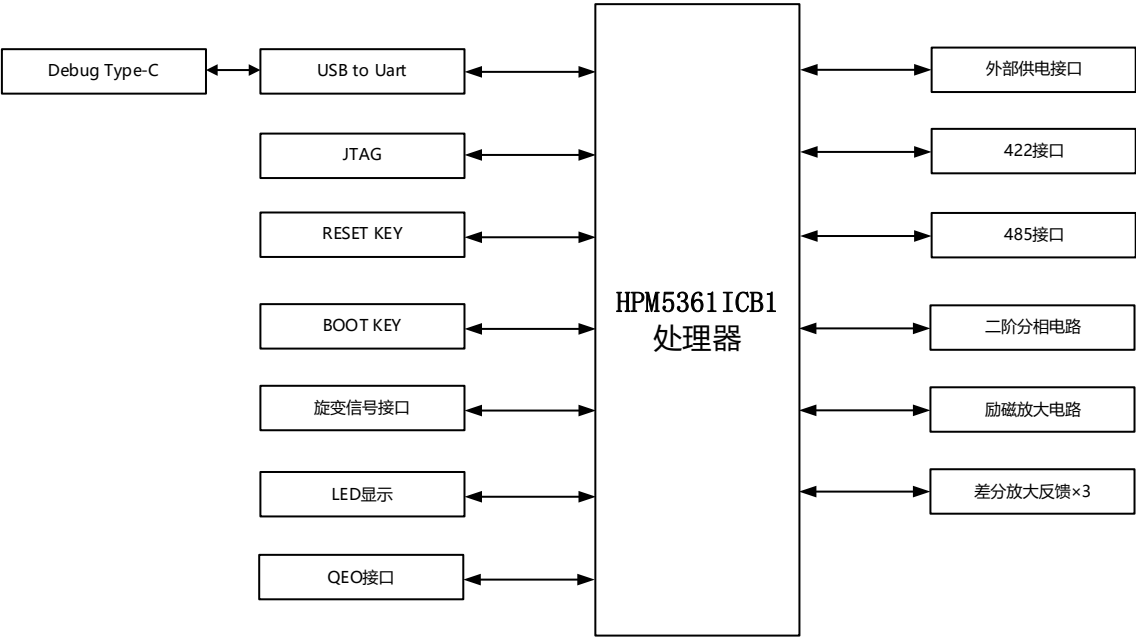 Debug Type-C
USB to Uart
JTAG
RESET KEY
BOOT KEY
旋变信号接口
LED显示
QEO接口
HPM5361ICB1
处理器
外部供电接口
422接口
485接口
二阶分相电路
励磁放大电路
差分放大反馈×3